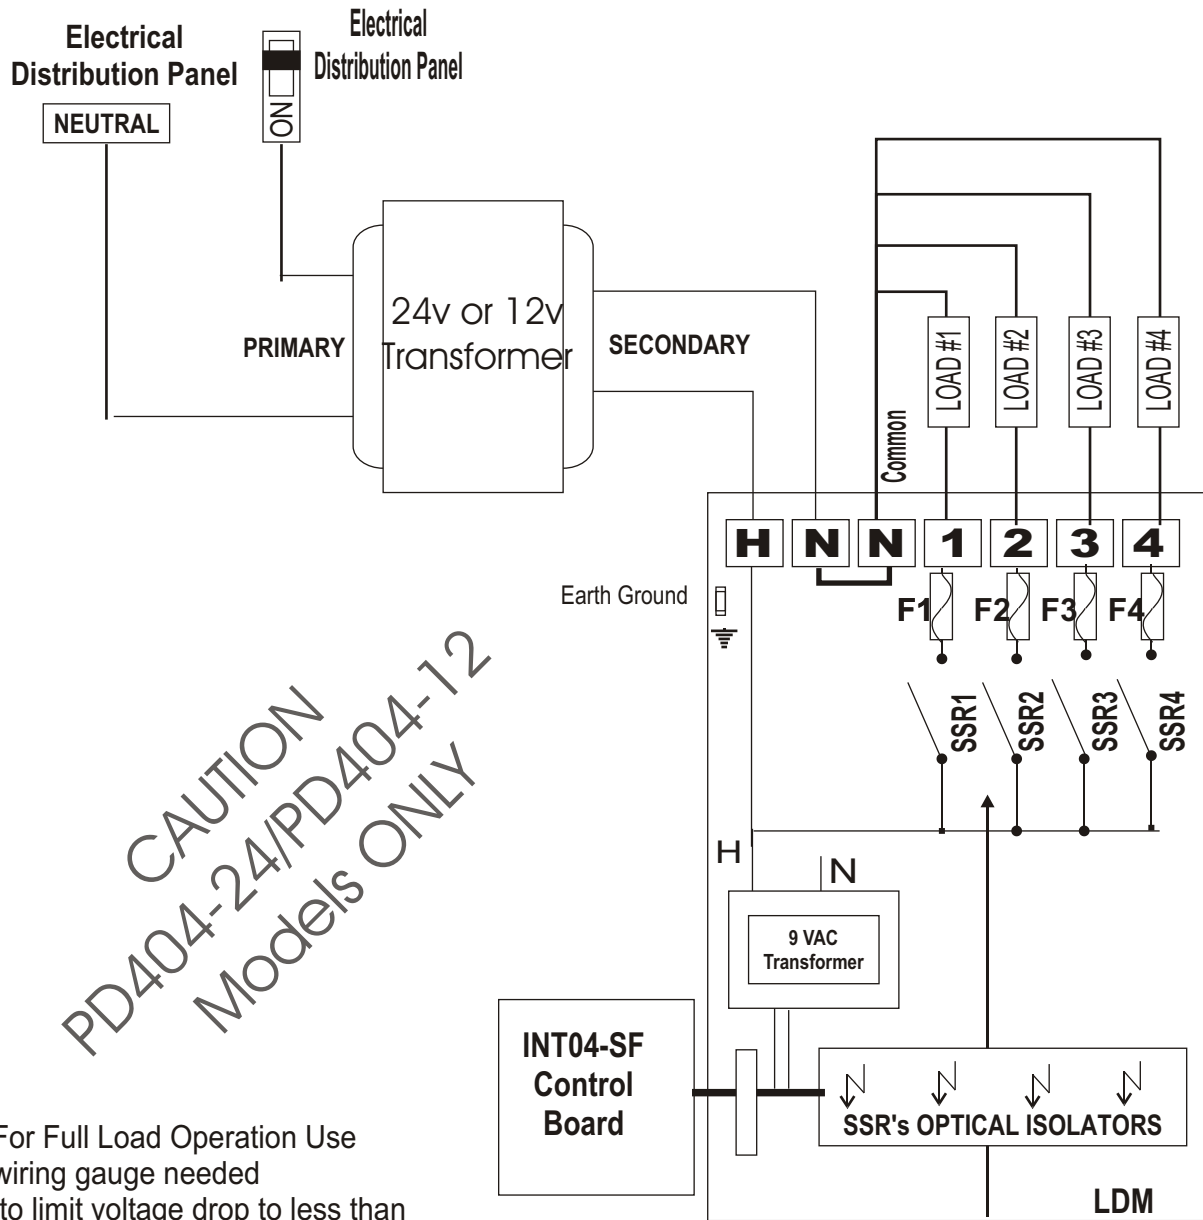 Electrical
Distribution Panel
NEUTRAL
ON
Electrical
Distribution Panel
PRIMARY
24v or 12v
Transformer
SECONDARY
Common
LOAD #1
LOAD #2
LOAD #3
LOAD #4
H
N
N
1
2
3
4
Earth Ground
F1
F2
F3
F4
SSR1
SSR2
SSR3
SSR4
CAUTION
PD404-24/PD404-12
Models ONLY
H
N
9 VAC
Transformer
INT04-SF
Control
Board
SSR's OPTICAL ISOLATORS
LDM
For Full Load Operation Use
wiring gauge needed
to limit voltage drop to less than